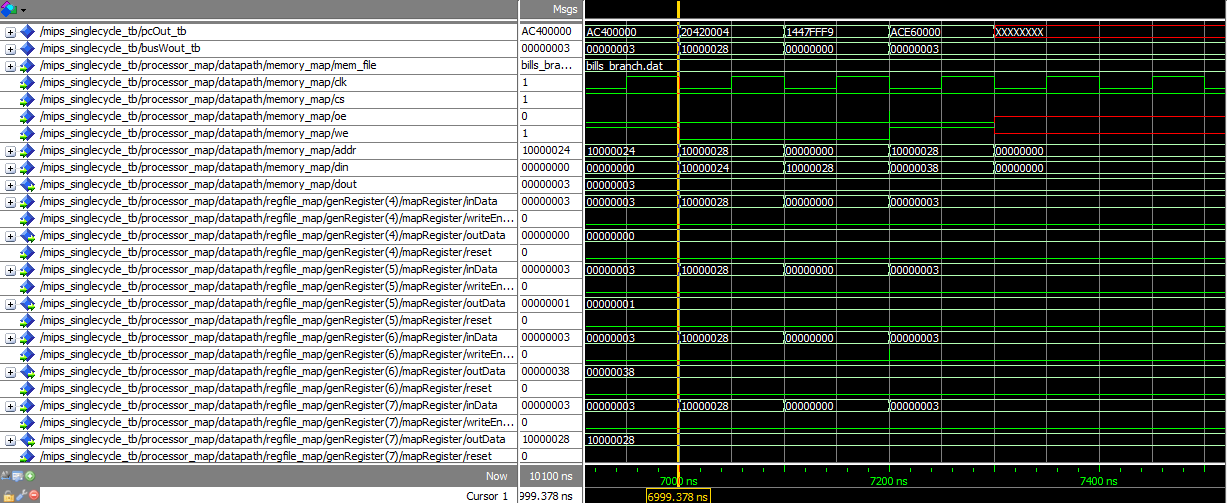 Msgs
/mips_singlecycle_tb/pcOut_tb AC400000 AC400000 20420004 1447FFF9 ACE60000 XXXXXXXX
/mips_singlecycle_tb/busWout_tb 00000003 00000003 10000028 00000000 00000003
/mips_singlecycle_tb/processor_map/datapath/memory_map/mem_file bills_bra... bills_branch.dat
/mips_singlecycle_tb/processor_map/datapath/memory_map/clk 1
/mips_singlecycle_tb/processor_map/datapath/memory_map/cs 1
/mips_singlecycle_tb/processor_map/datapath/memory_map/oe 0
/mips_singlecycle_tb/processor_map/datapath/memory_map/we 1
/mips_singlecycle_tb/processor_map/datapath/memory_map/addr 10000024 10000024 10000028 00000000 10000028 00000000
/mips_singlecycle_tb/processor_map/datapath/memory_map/din 00000000 00000000 10000024 10000028 00000038 00000000
/mips_singlecycle_tb/processor_map/datapath/memory_map/dout 00000003 00000003
/mips_singlecycle_tb/processor_map/datapath/regfile_map/genRegister(4)/mapRegister/inData 00000003 00000003 10000028 00000000 00000003
/mips_singlecycle_tb/processor_map/datapath/regfile_map/genRegister(4)/mapRegister/writeEn... 0
/mips_singlecycle_tb/processor_map/datapath/regfile_map/genRegister(4)/mapRegister/outData 00000000 00000000
/mips_singlecycle_tb/processor_map/datapath/regfile_map/genRegister(4)/mapRegister/reset 0
/mips_singlecycle_tb/processor_map/datapath/regfile_map/genRegister(5)/mapRegister/inData 00000003 00000003 10000028 00000000 00000003
/mips_singlecycle_tb/processor_map/datapath/regfile_map/genRegister(5)/mapRegister/writeEn... 0
/mips_singlecycle_tb/processor_map/datapath/regfile_map/genRegister(5)/mapRegister/outData 00000001 00000001
/mips_singlecycle_tb/processor_map/datapath/regfile_map/genRegister(5)/mapRegister/reset 0
/mips_singlecycle_tb/processor_map/datapath/regfile_map/genRegister(6)/mapRegister/inData 00000003 00000003 10000028 00000000 00000003
/mips_singlecycle_tb/processor_map/datapath/regfile_map/genRegister(6)/mapRegister/writeEn... 0
/mips_singlecycle_tb/processor_map/datapath/regfile_map/genRegister(6)/mapRegister/outData 00000038 00000038
/mips_singlecycle_tb/processor_map/datapath/regfile_map/genRegister(6)/mapRegister/reset 0
/mips_singlecycle_tb/processor_map/datapath/regfile_map/genRegister(7)/mapRegister/inData 00000003 00000003 10000028 00000000 00000003
/mips_singlecycle_tb/processor_map/datapath/regfile_map/genRegister(7)/mapRegister/writeEn... 0
/mips_singlecycle_tb/processor_map/datapath/regfile_map/genRegister(7)/mapRegister/outData 10000028 10000028
/mips_singlecycle_tb/processor_map/datapath/regfile_map/genRegister(7)/mapRegister/reset 0
Now 10100 ns 7000 ns 7200 ns 7400 ns
Cursor 1 999.378 ns 6999.378 ns